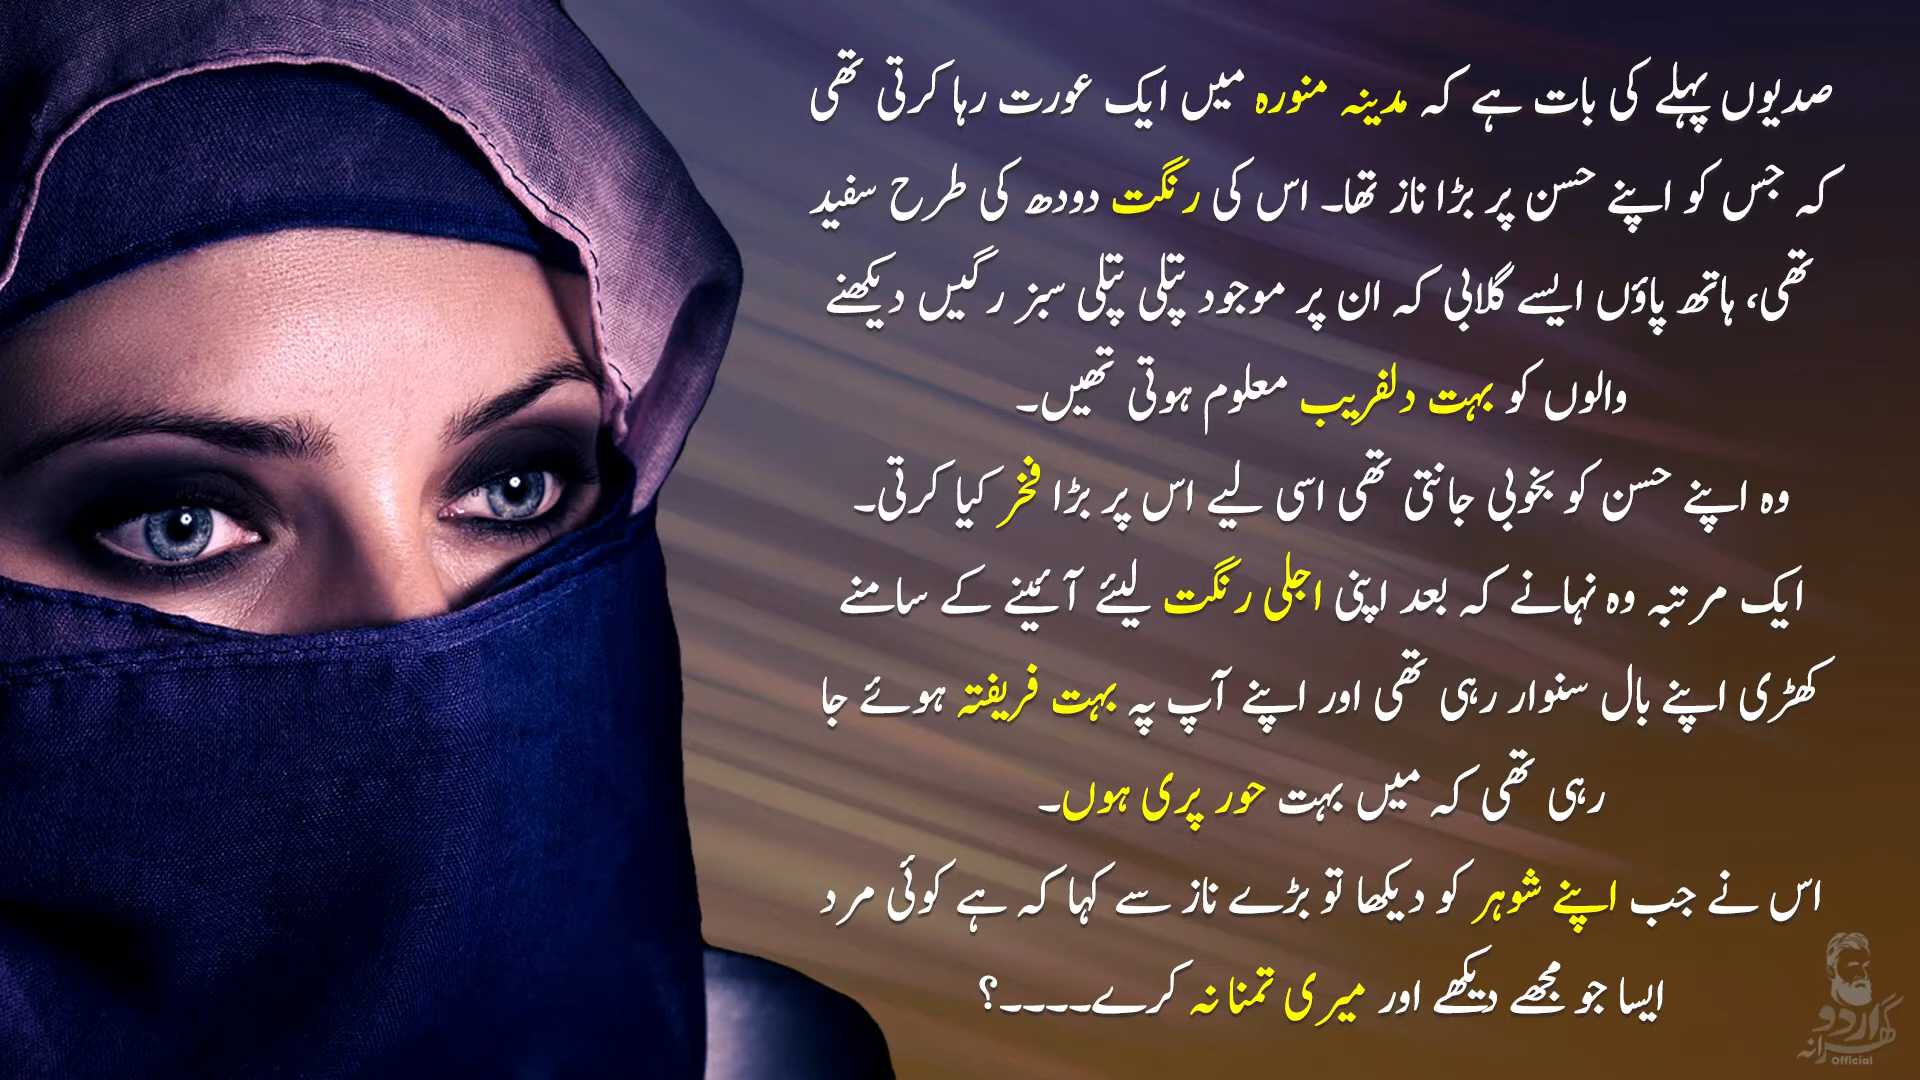 صدیوں پہلے کی بات ہے کہ مدینہ منورہ میں ایک عورت رہا کرتی تھی
کہ جس کو اپنے حسن پر بڑا ناز تھا۔ اس کی رنگت دودھ کی طرح سفید
تھی، ہاتھ پاؤں ایسے گلابی کہ ان پر موجود پتلی پتلی سبز رگیں دیکھنے
والوں کو بہت دلفریب معلوم ہوتی تھیں۔
وہ اپنے حسن کو بخوبی جانتی تھی اسی لیے اس پر بڑا فخر کیا کرتی۔
ایک مرتبہ وہ نہانے کہ بعد اپنی اجلی رنگت لیئے آئینے کے سامنے
کھڑی اپنے بال سنوار رہی تھی اور اپنے آپ پہ بہت فریفتہ ہوئے جا
رہی تھی کہ میں بہت حور پری ہوں۔
اس نے جب اپنے شوہر کو دیکھا تو بڑے ناز سے کہا کہ ہے کوئی مرد
ایسا جو مجھے دیکھے اور میری تمنا نہ کرے۔۔۔۔؟
اردو گھرانہ
Official